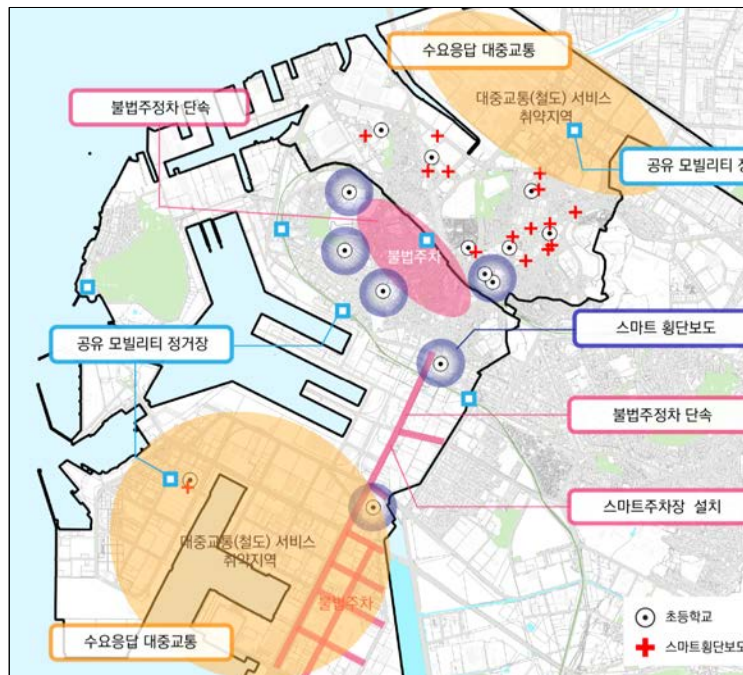 수요응답 대중교통
불법주정차 단속
대중교통(철도) 서비스
취약지역
공유 모빌리티 정
불법주차
스마트 횡단보도
공유 모빌리티 정거장
불법주정차 단속
스마트주차장 설치
대중교통(철도) 서비스
취약지역
불법주차
수요응답 대중교통
초등학교
스마트횡단보도